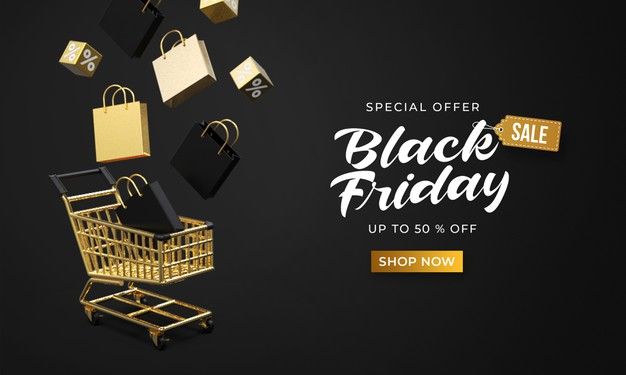 %
%
SPECIAL OFFER
Black
SALE
Friday
UP TO 50 % OFF
SHOP NOW